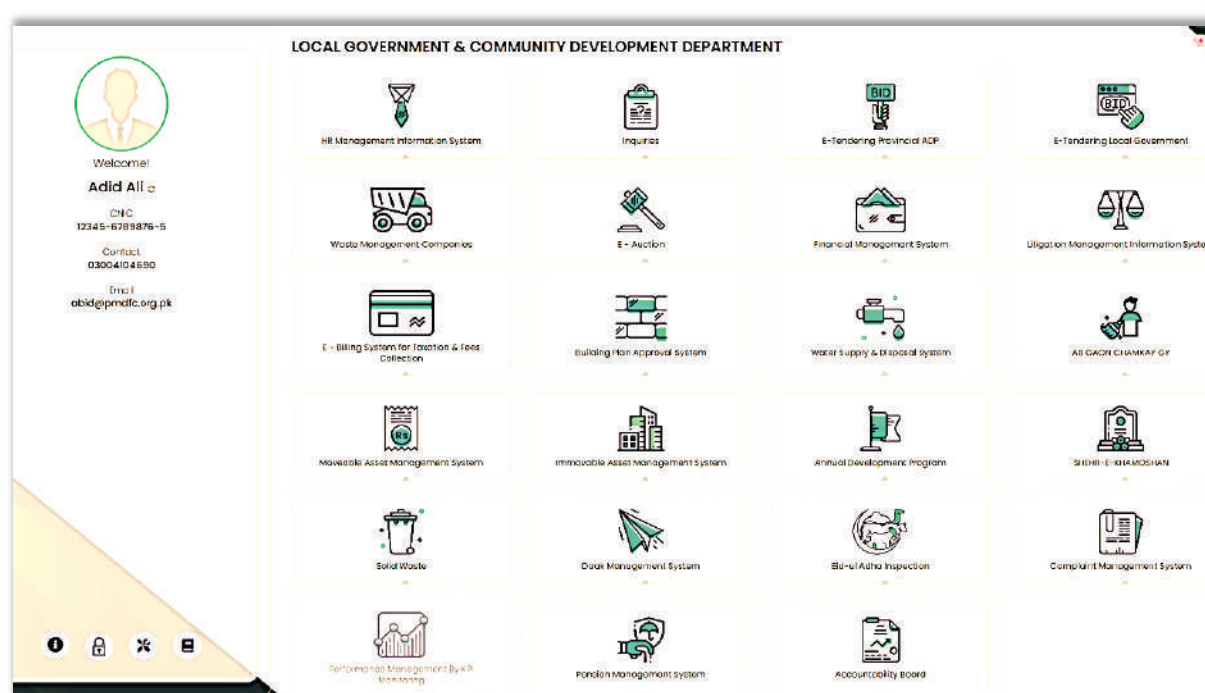 LOCAL GOVERNMENT & COMMUNITY DEVELOPMENT DEPARTMENT
Welcome!
Adid Ali
CNIC
12345-6789876-5
Contact
03004104690
Email
abid@pmdfc.org.pk
HR Management Information System
Inquiries
BID
E-Tendering Provincial ADP
BID
E-Tendering Local Government
Waste Management Companies
E - Auction
Financial Management System
Litigation Management Information Syste
E - Billing System for Taxation & Fees
Collection
Building Plan Approval System
Water Supply & Disposal System
AB GAON CHAMKAY GY
Rs
Moveable Asset Management System
Immovable Asset Management System
Annual Development Program
SHEHR-E-KHAMOSHAN
Solid Waste
Daak Management System
Eid-ul Adha Inspection
Complaint Management System
Performance Management By KPI
Monitoring
Pension Management System
Accountability Board